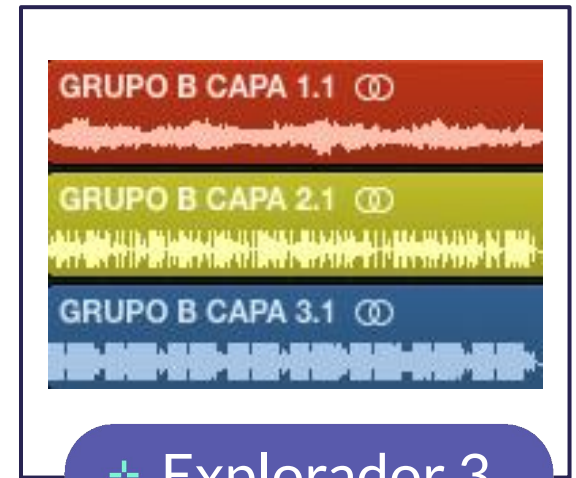 GRUPO B CAPA 1.1
GRUPO B CAPA 2.1
GRUPO B CAPA 3.1
Explorador 3